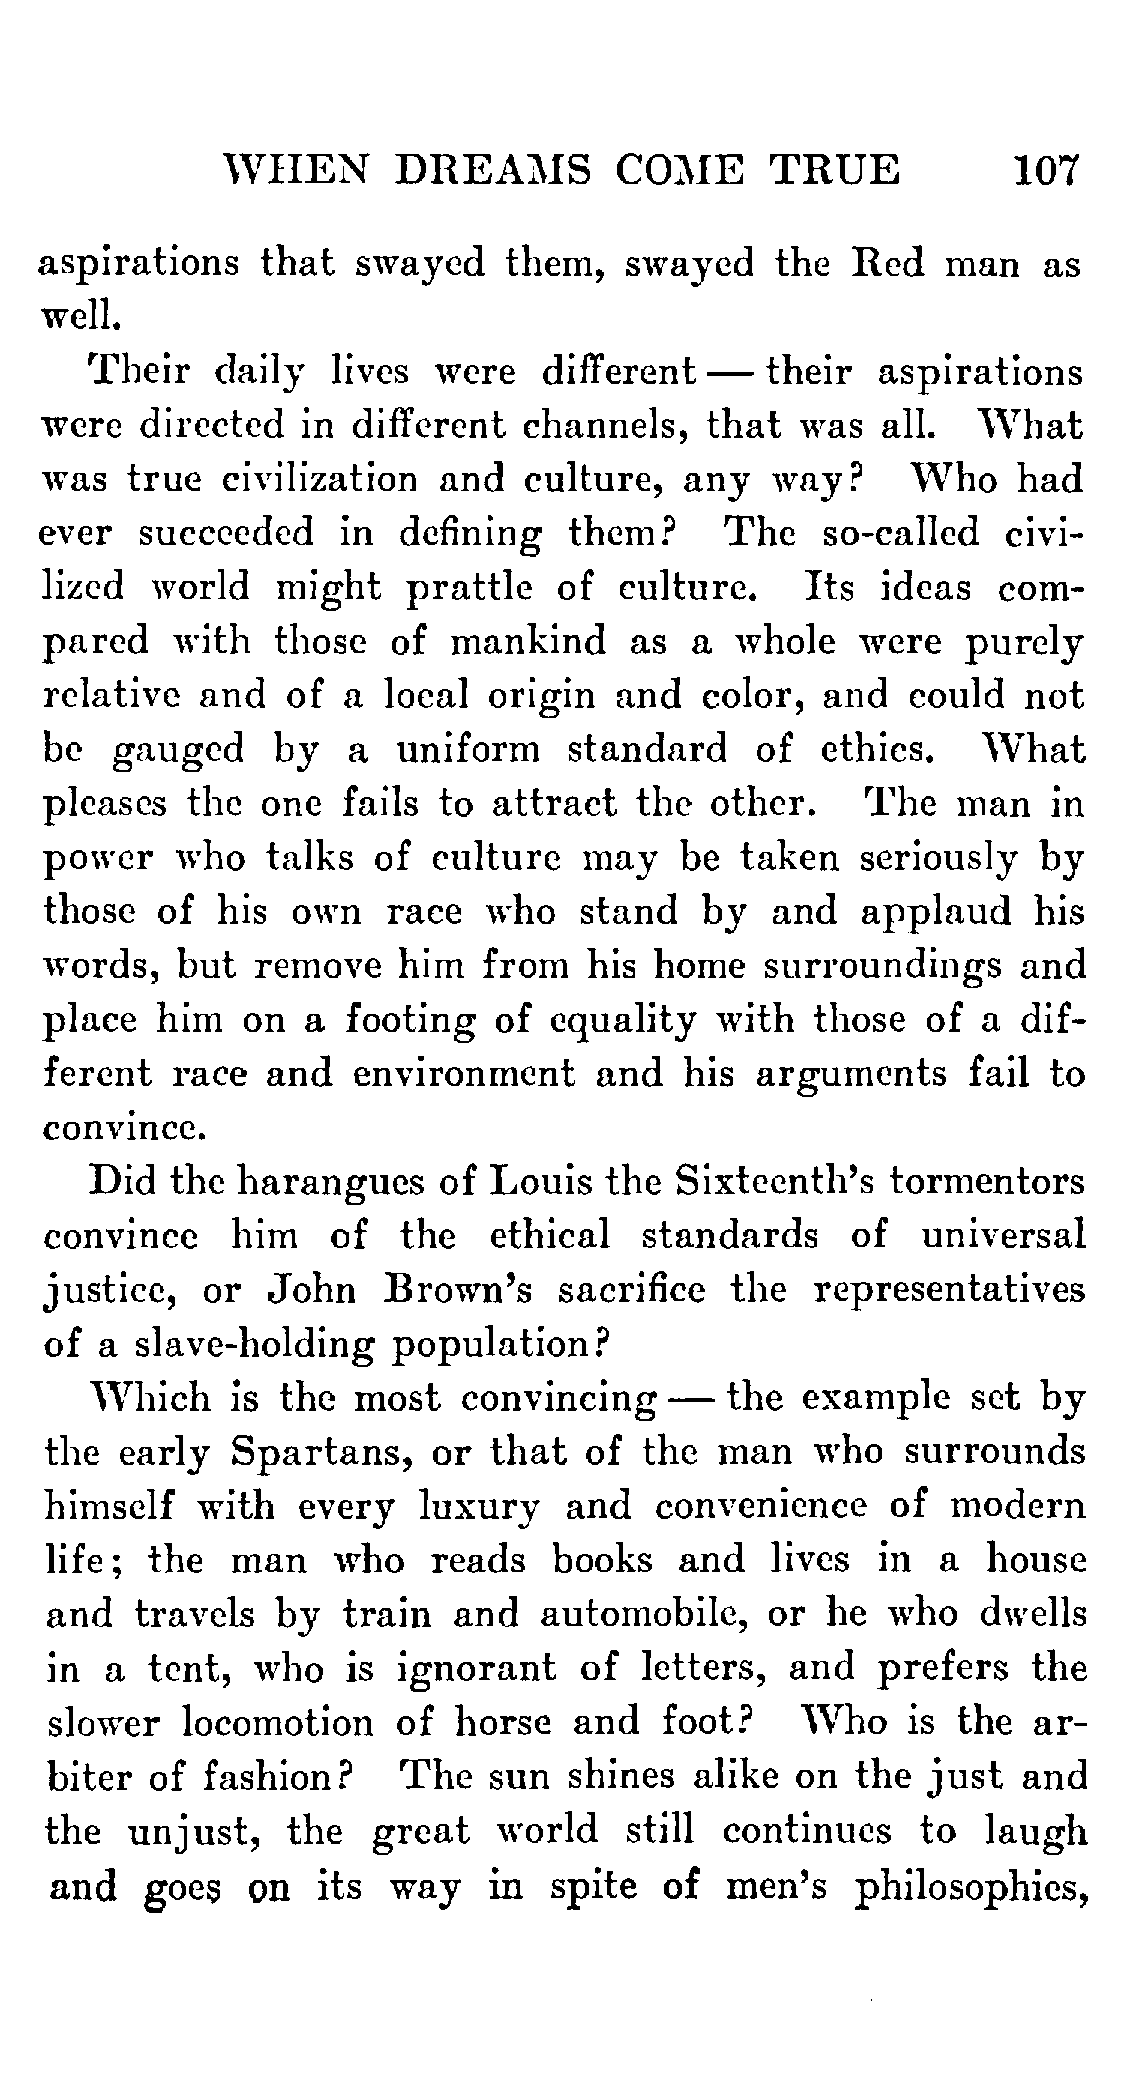 WHEN DREAMS COME TRUE 107
aspirations that swayed them, swayed the Red man as
well.
Their daily lives were different — their aspirations
were directed in different channels, that was all. What
was true civilization and culture, any way? Who had
ever succeeded in defining them? The so-called civi-
lized world might prattle of culture. Its ideas com-
pared with those of mankind as a whole were purely
relative and of a local origin and color, and could not
be gauged by a uniform standard of ethics. What
pleases the one fails to attract the other. The man in
power who talks of culture may be taken seriously by
those of his own race who stand by and applaud his
words, but remove him from his home surroundings and
place him on a footing of equality with those of a dif-
ferent race and environment and his arguments fail to
convince.
Did the harangues of Louis the Sixteenth's tormentors
convince him of the ethical standards of universal
justice, or John Brown's sacrifice the representatives
of a slave-holding population?
Which is the most convincing — the example set by
the early Spartans, or that of the man who surrounds
himself with every luxury and convenience of modern
life; the man who reads books and lives in a house
and travels by train and automobile, or he who dwells
in a tent, who is ignorant of letters, and prefers the
slower locomotion of horse and foot? Who is the ar-
biter of fashion? The sun shines alike on the just and
the unjust, the great world still continues to laugh
and goes on its way in spite of men's philosophies,